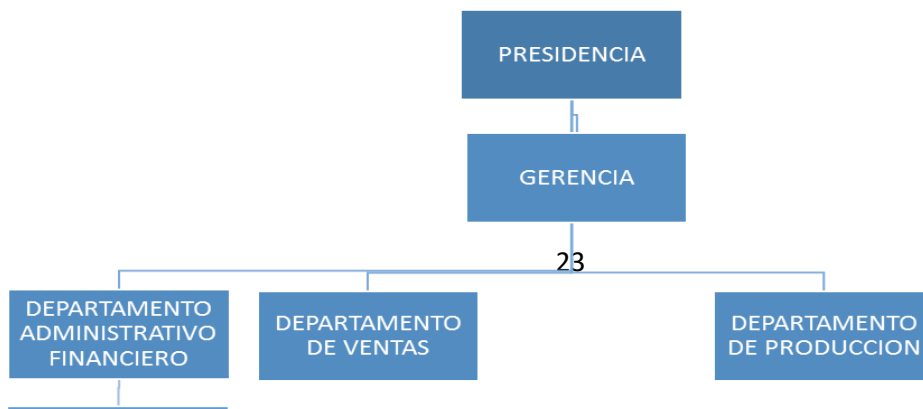 PRESIDENCIA
GERENCIA
23
DEPARTAMENTO
ADMINISTRATIVO
FINANCIERO
DEPARTAMENTO
DE VENTAS
DEPARTAMENTO
DE PRODUCCION